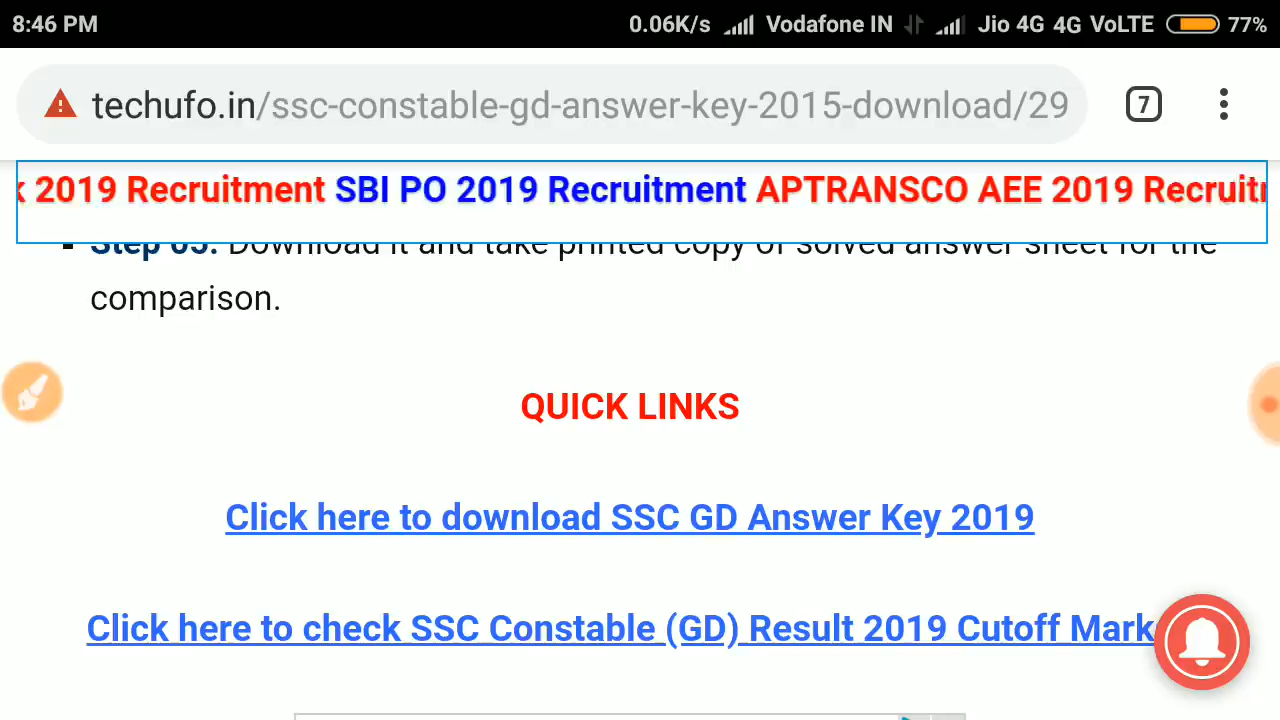 8:46 PM 0.06K/s Vodafone IN Jio 4G 4G VoLTE 77%
techufo.in/ssc-constable-gd-answer-key-2015-download/29 7
2019 Recruitment SBI PO 2019 Recruitment APTRANSCO AEE 2019
Step 05: Download it and take printed copy of solved answer sheet for the
comparison.
QUICK LINKS
Click here to download SSC GD Answer Key 2019
Click here to check SSC Constable (GD) Result 2019 Cutoff Mark